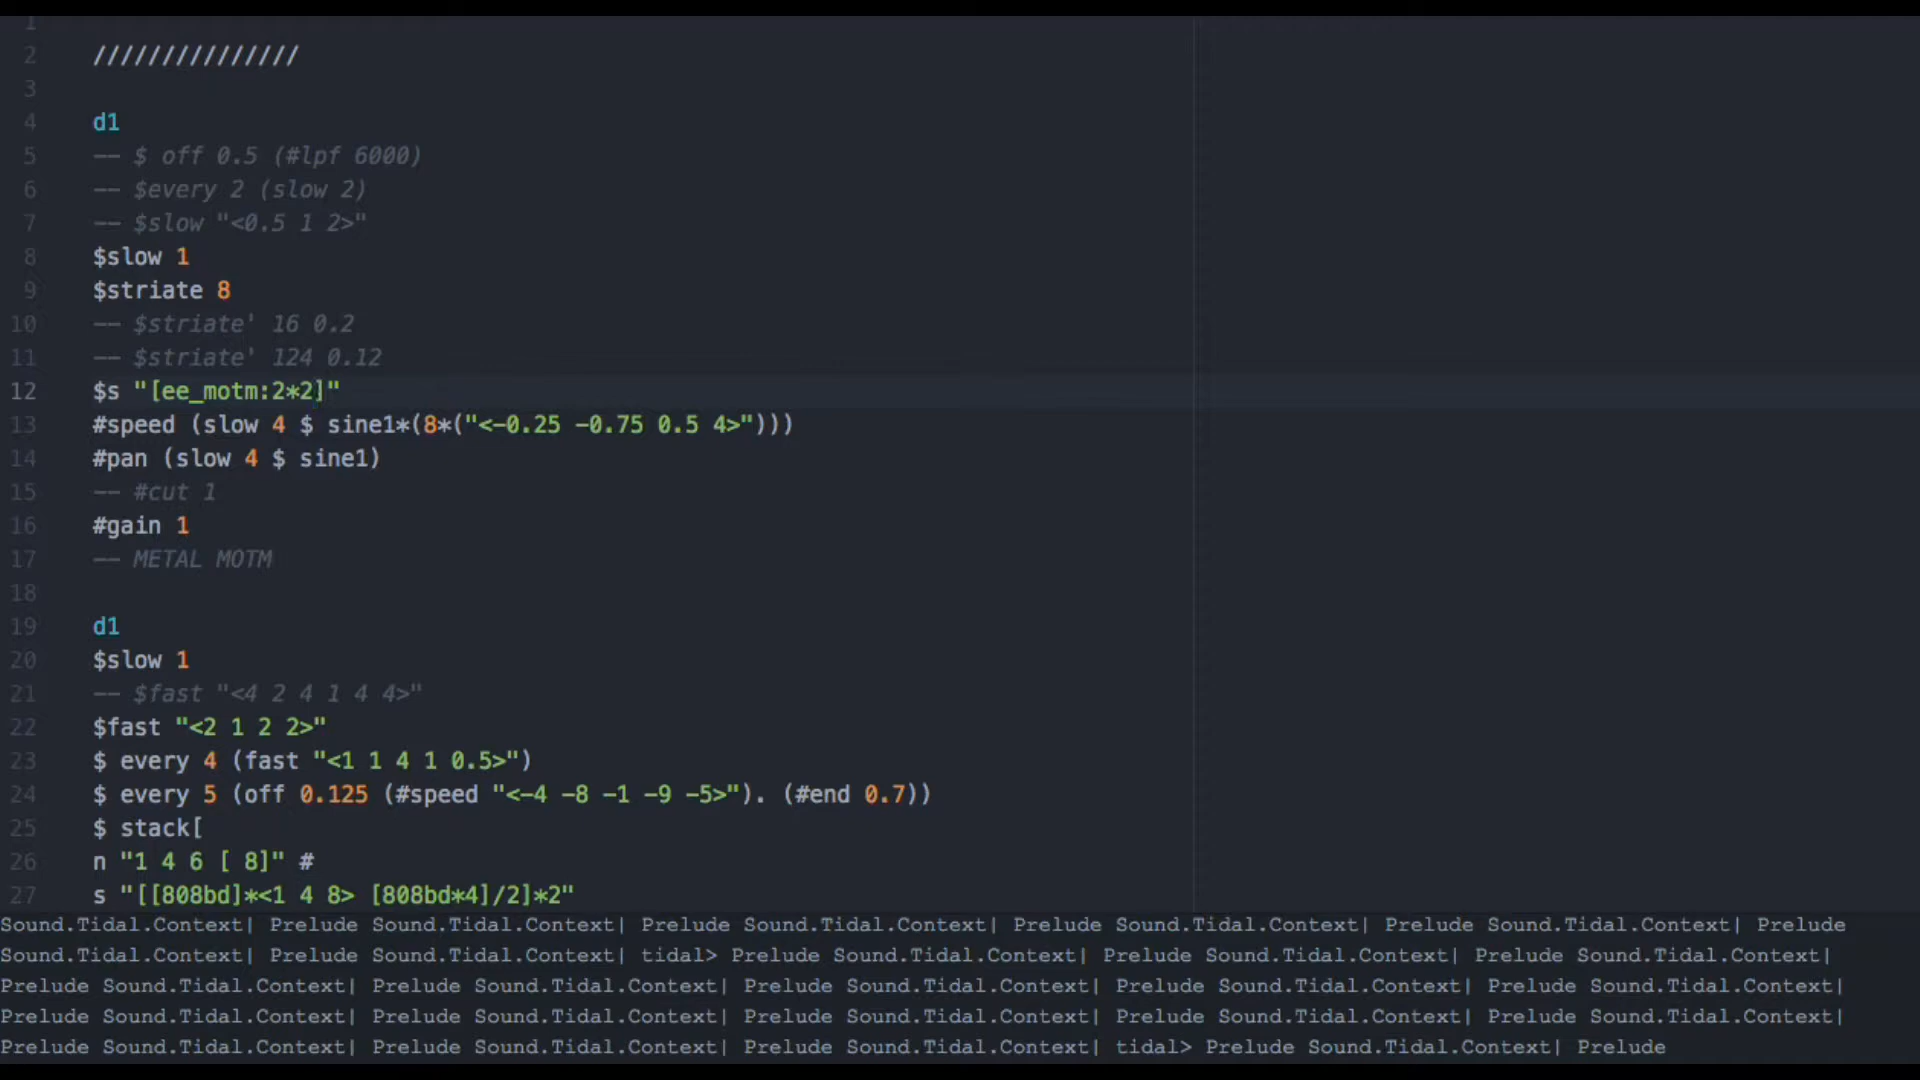 1
2 ///////////////
3
4 d1
5 -- $ off 0.5 (#lpf 6000)
6 -- $every 2 (slow 2)
7 -- $slow "<0.5 1 2>"
8 $slow 1
9 $striate 8
10 -- $striate' 16 0.2
11 -- $striate' 124 0.12
12 $s "[ee_motm:2*2]"
13 #speed (slow 4 $ sine1*(8*("<-0.25 -0.75 0.5 4>")))
14 #pan (slow 4 $ sine1)
15 -- #cut 1
16 #gain 1
17 -- METAL MOTM
18
19 d1
20 $slow 1
21 -- $fast "<4 2 4 1 4 4>"
22 $fast "<2 1 2 2>"
23 $ every 4 (fast "<1 1 4 1 0.5>")
24 $ every 5 (off 0.125 (#speed "<-4 -8 -1 -9 -5>"). (#end 0.7))
25 $ stack[
26 n "1 4 6 [ 8]" #
27 s "[[808bd]*<1 4 8> [808bd*4]/2]*2"
Sound.Tidal.Context| Prelude Sound.Tidal.Context| Prelude Sound.Tidal.Context| Prelude Sound.Tidal.Context| Prelude Sound.Tidal.Context| Prelude
Sound.Tidal.Context| Prelude Sound.Tidal.Context| tidal> Prelude Sound.Tidal.Context| Prelude Sound.Tidal.Context| Prelude Sound.Tidal.Context|
Prelude Sound.Tidal.Context| Prelude Sound.Tidal.Context| Prelude Sound.Tidal.Context| Prelude Sound.Tidal.Context| Prelude Sound.Tidal.Context|
Prelude Sound.Tidal.Context| Prelude Sound.Tidal.Context| Prelude Sound.Tidal.Context| Prelude Sound.Tidal.Context| Prelude Sound.Tidal.Context|
Prelude Sound.Tidal.Context| Prelude Sound.Tidal.Context| Prelude Sound.Tidal.Context| tidal> Prelude Sound.Tidal.Context| Prelude